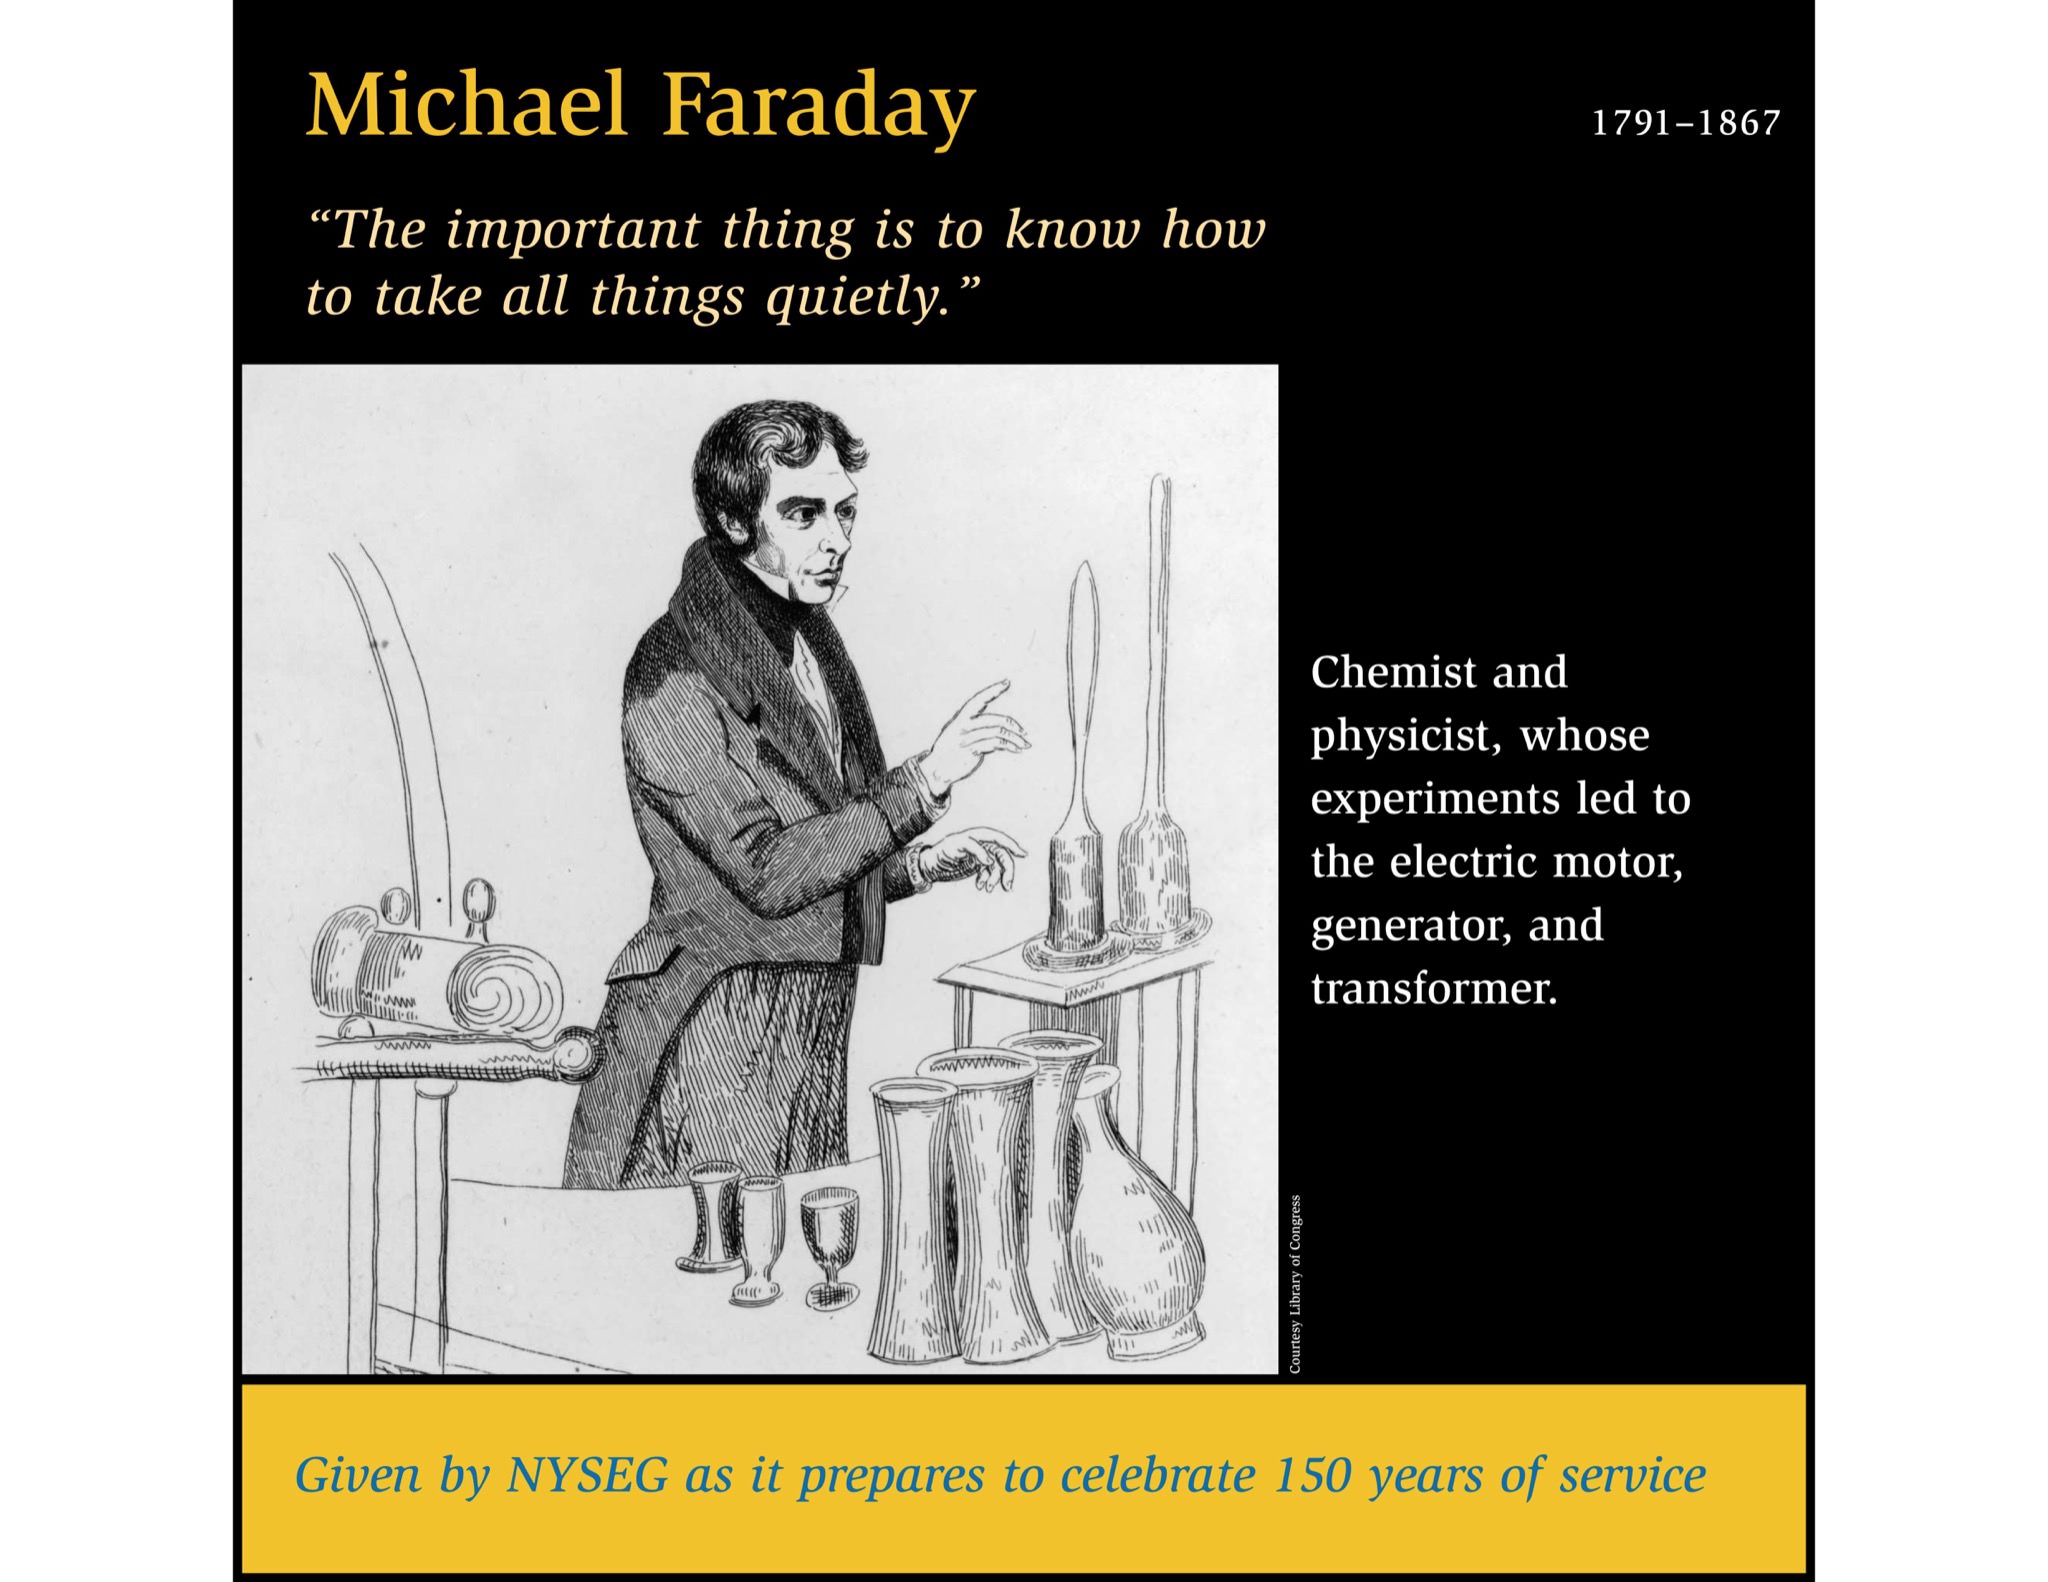 Michael Faraday
1791–1867
“The important thing is to know how
to take all things quietly.”
Chemist and
physicist, whose
experiments led to
the electric motor,
generator, and
transformer.
Courtesy Library of Congress
Given by NYSEG as it prepares to celebrate 150 years of service